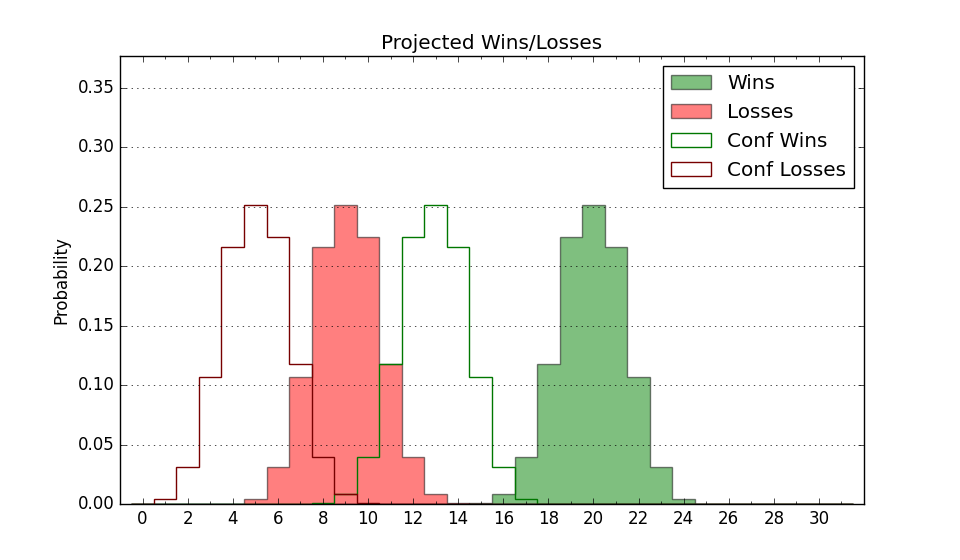 Projected Wins/Losses
Probability
0.35
0.30
0.25
0.20
0.15
0.10
0.05
0.00
0 2 4 6 8 10 12 14 16 18 20 22 24 26 28 30
Wins
Losses
Conf Wins
Conf Losses